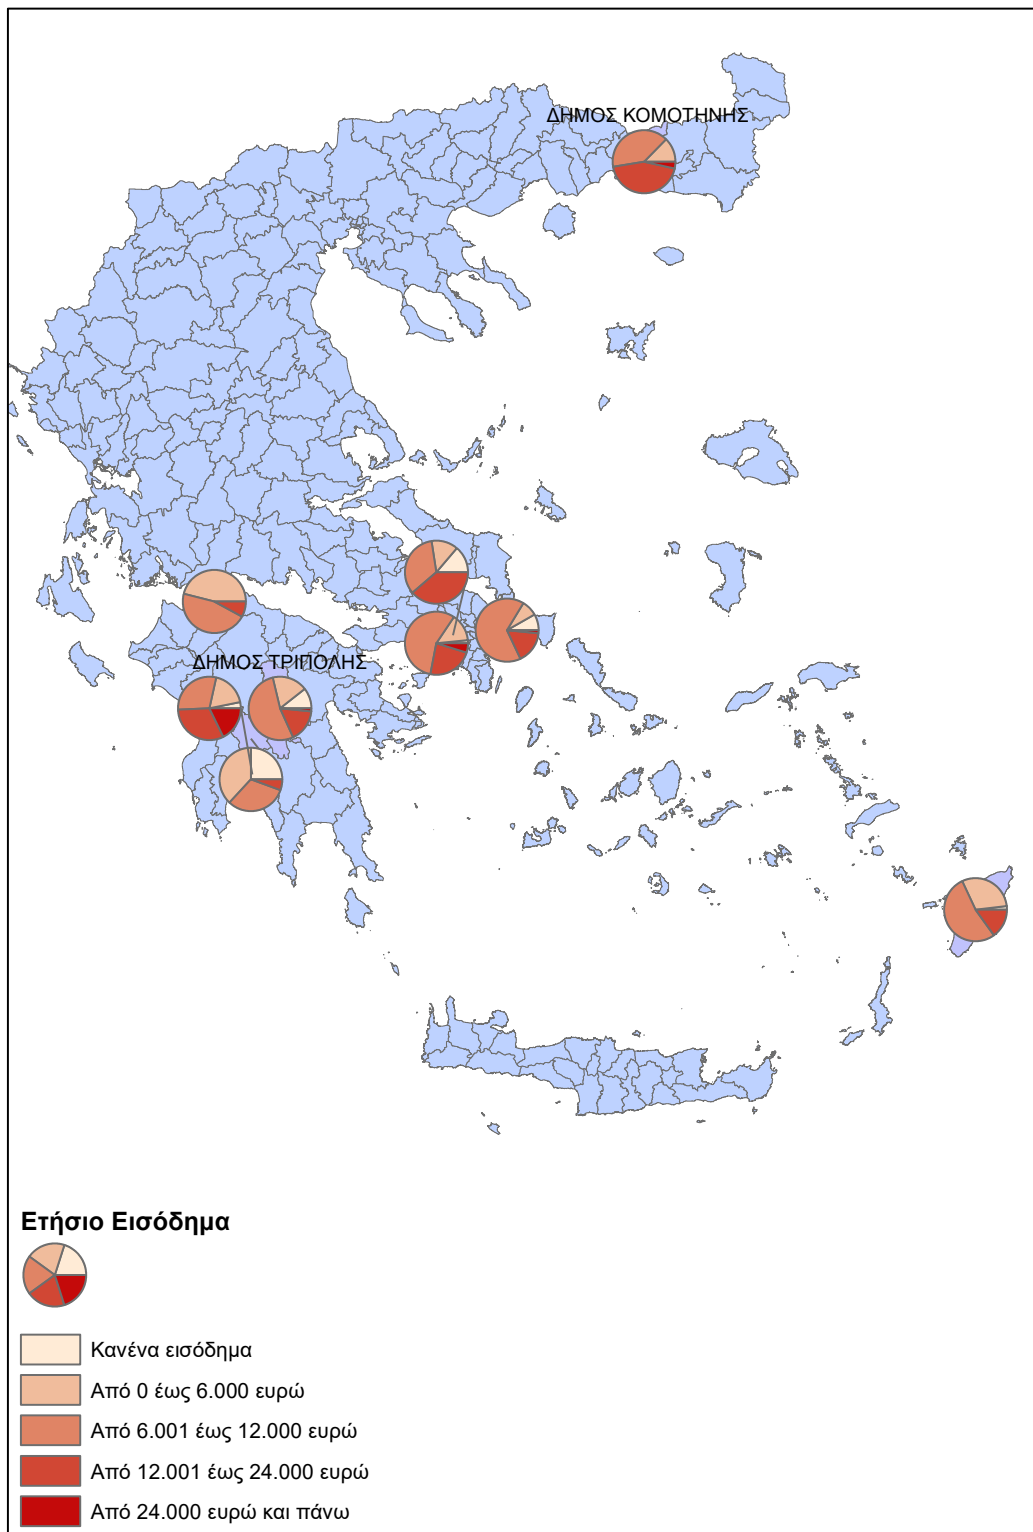 ΔΗΜΟΣ ΚΟΜΟΤΗΝΗΣ
ΔΗΜΟΣ ΤΡΙΠΟΛΗΣ
Ετήσιο Εισόδημα
Κανένα εισόδημα
Από 0 έως 6.000 ευρώ
Από 6.001 έως 12.000 ευρώ
Από 12.001 έως 24.000 ευρώ
Από 24.000 ευρώ και πάνω